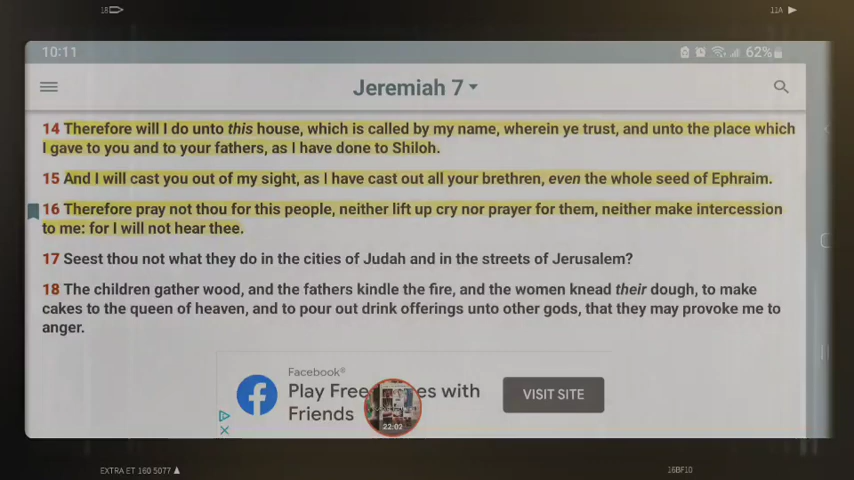 18
11A
10:11
62%
Jeremiah 7
14 Therefore will I do unto this house, which is called by my name, wherein ye trust, and unto the place which
I gave to you and to your fathers, as I have done to Shiloh.
15 And I will cast you out of my sight, as I have cast out all your brethren, even the whole seed of Ephraim.
16 Therefore pray not thou for this people, neither lift up cry nor prayer for them, neither make intercession
to me: for I will not hear thee.
17 Seest thou not what they do in the cities of Judah and in the streets of Jerusalem?
18 The children gather wood, and the fathers kindle the fire, and the women knead their dough, to make
cakes to the queen of heaven, and to pour out drink offerings unto other gods, that they may provoke me to
anger.
Facebook®
Play Free with
Friends
VISIT SITE
22:02
EXTRA ET 160 5077
16BF10